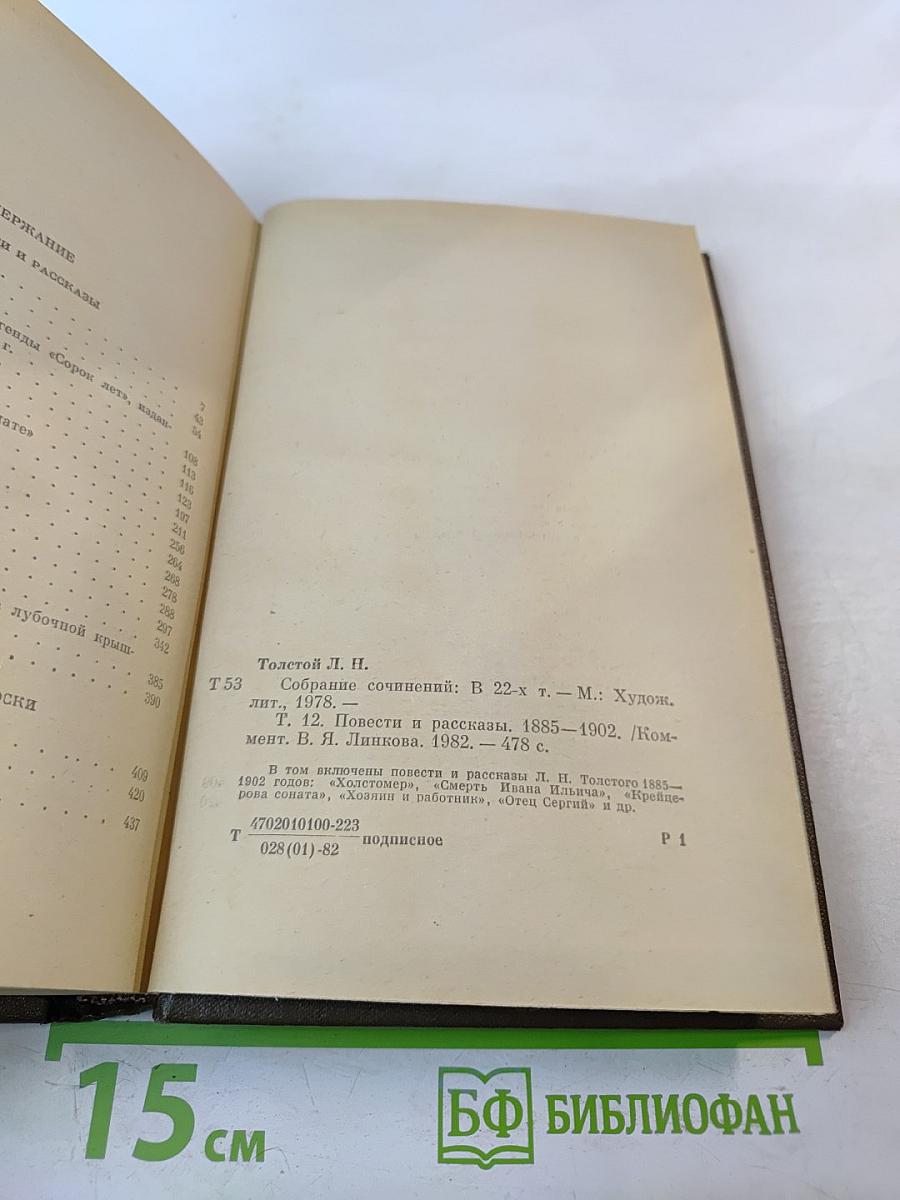 ЕРЖАНИЕ
И И РАССКАЗЫ
7
43
генды «Сорок лет», издан-
г. 54
дате»
108
113
116
123
197
211
256
264
268
278
288
297
лубочной крыш-
342
385
390
ОСКИ
409
420
437
Толстой Л. Н.
Т 53 Собрание сочинений: В 22-х т. — М.: Худож.
лит., 1978. —
Т. 12. Повести и рассказы. 1885—1902. /Ком-
мент. В. Я. Линкова. 1982. — 478 с.
В том включены повести и рассказы Л. Н. Толстого 1885—
1902 годов: «Холстомер», «Смерть Ивана Ильича», «Крейце-
рова соната», «Хозяин и работник», «Отец Сергий» и др.
Т 4702010100-223 подписное Р 1
028(01)-82
15 см
БФ БИБЛИОФАН